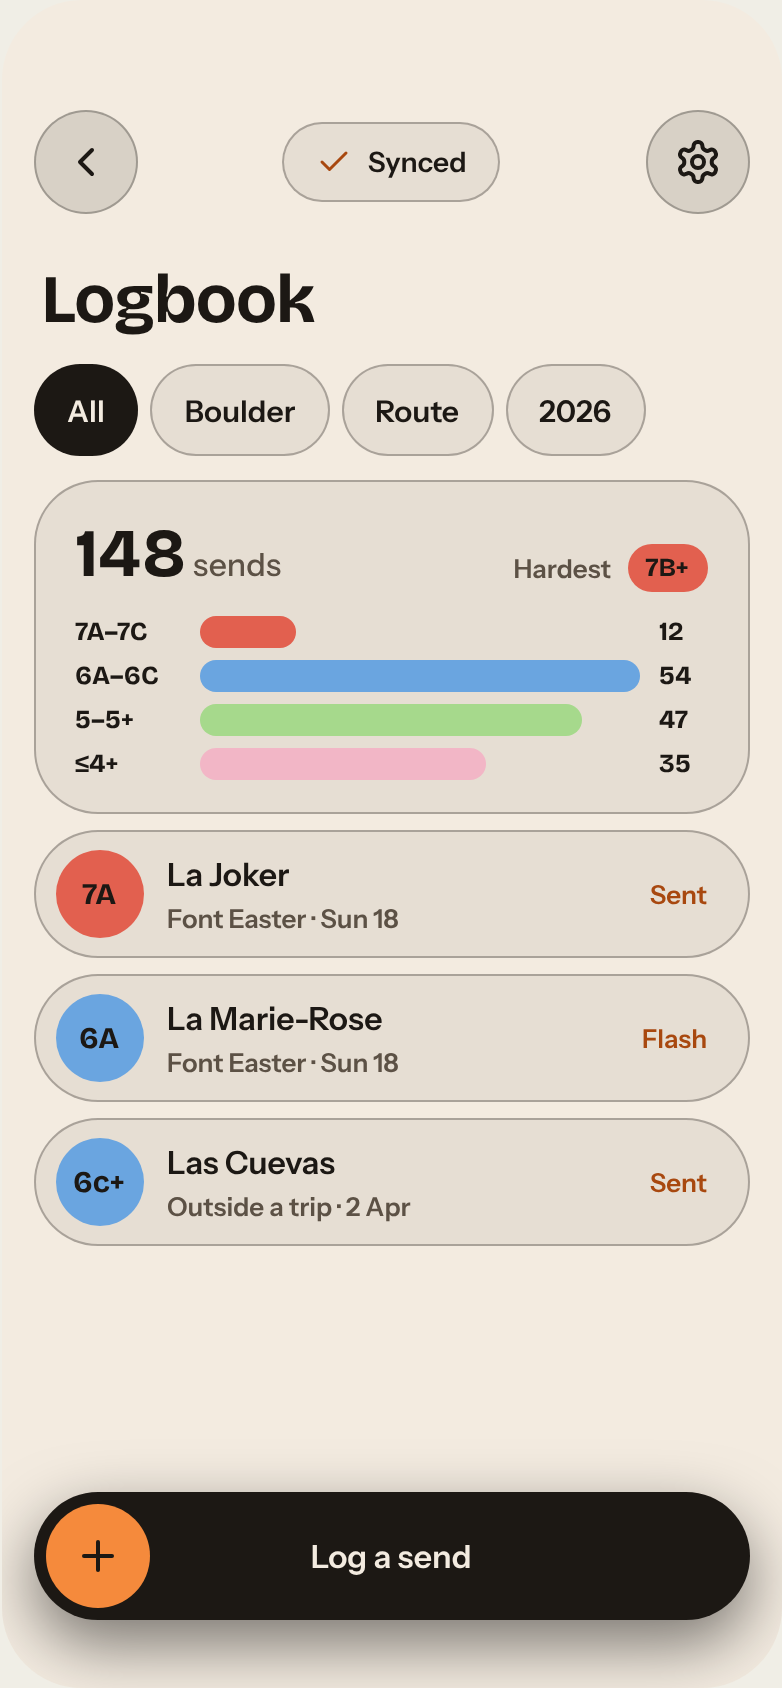 Synced
Logbook
All
Boulder
Route
2026
148 sends
Hardest 7B+
7A–7C 12
6A–6C 54
5–5+ 47
≤4+ 35
7A
La Joker
Font Easter · Sun 18
Sent
6A
La Marie-Rose
Font Easter · Sun 18
Flash
6c+
Las Cuevas
Outside a trip · 2 Apr
Sent
Log a send